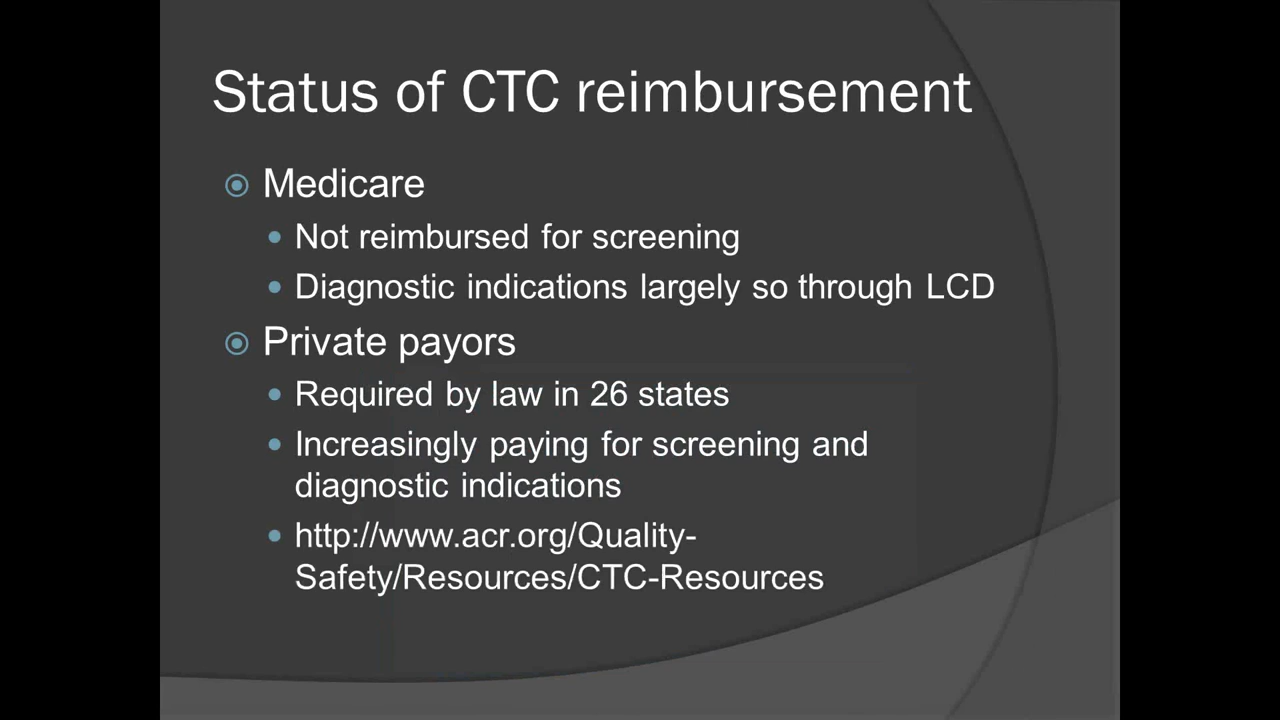 Status of CTC reimbursement
Medicare
Not reimbursed for screening
Diagnostic indications largely so through LCD
Private payors
Required by law in 26 states
Increasingly paying for screening and
diagnostic indications
http://www.acr.org/Quality-
Safety/Resources/CTC-Resources